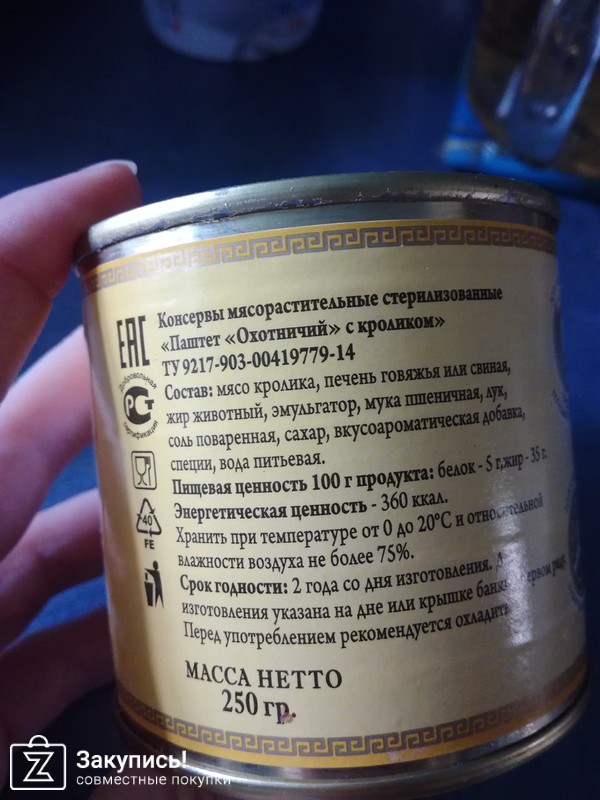 ЕАС
Добровольная
сертификация
РСТ
Консервы мясорастительные стерилизованные
«Паштет «Охотничий» с кроликом»
ТУ 9217-903-00419779-14
Состав: мясо кролика, печень говяжья или свиная,
жир животный, эмульгатор, мука пшеничная, лук,
соль поваренная, сахар, вкусоароматическая добавка,
специи, вода питьевая.
Пищевая ценность 100 г продукта: белок - 5 г,жир - 35 г.
Энергетическая ценность - 360 ккал.
Хранить при температуре от 0 до 20°С и относительной
влажности воздуха не более 75%.
Срок годности: 2 года со дня изготовления.
изготовления указана на дне или крышке банки
Перед употреблением рекомендуется охладить
40
FE
МАССА НЕТТО
250 гр.
Закупись!
совместные покупки